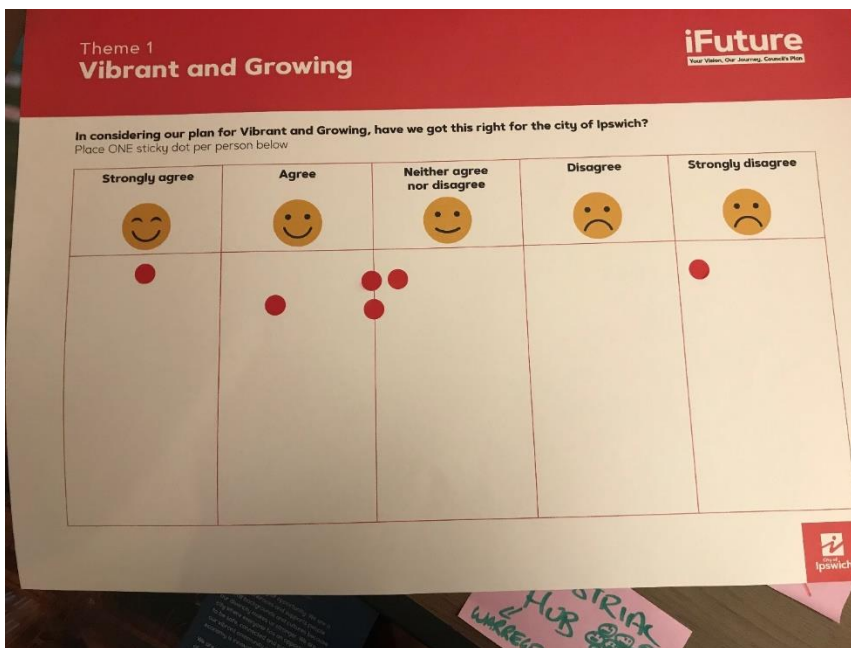 Theme 1
Vibrant and Growing
iFuture
Your Vision, Our Journey, Council's Plan
In considering our plan for Vibrant and Growing, have we got this right for the city of Ipswich?
Place ONE sticky dot per person below
Strongly agree
Agree
Neither agree
nor disagree
Disagree
Strongly disagree
City of
Ipswich
HUB